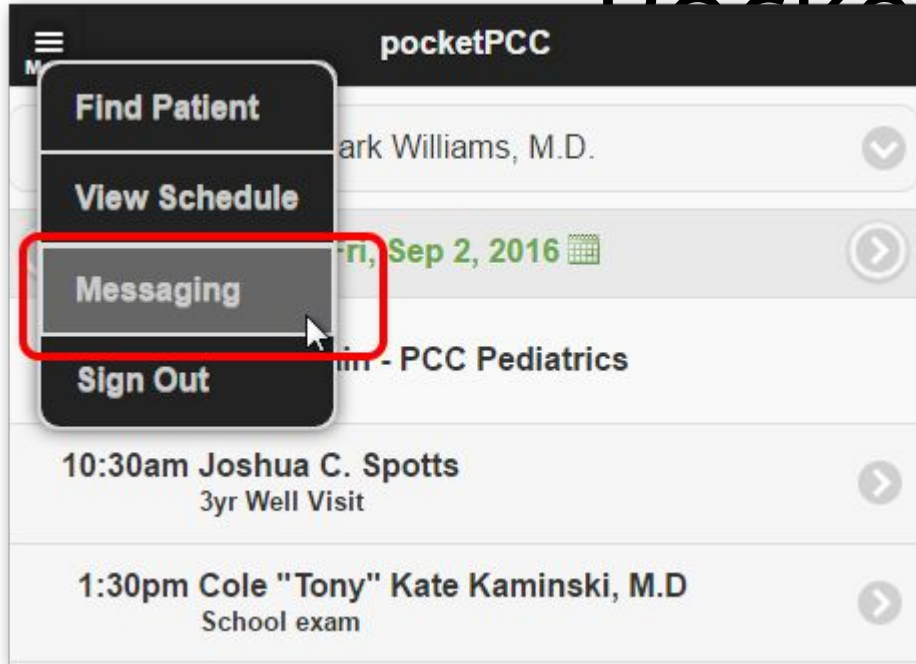 pocketPCC
Find Patient
ark Williams, M.D.
View Schedule
Fri, Sep 2, 2016
Messaging
in - PCC Pediatrics
Sign Out
10:30am Joshua C. Spotts
3yr Well Visit
1:30pm Cole "Tony" Kate Kaminski, M.D
School exam